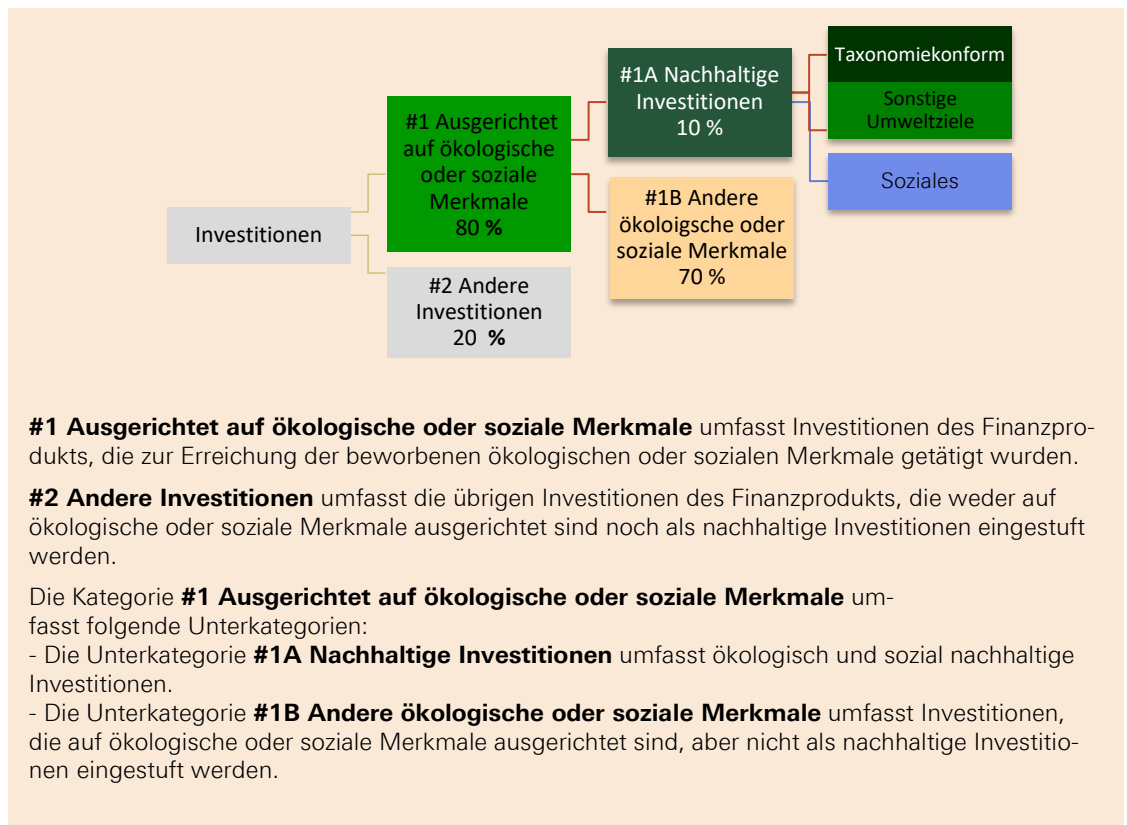 Investitionen
#1 Ausgerichtet
auf ökologische
oder soziale
Merkmale
80 %
#2 Andere
Investitionen
20 %
#1A Nachhaltige
Investitionen
10 %
#1B Andere
ökoloigsche oder
soziale Merkmale
70 %
Taxonomiekonform
Sonstige
Umweltziele
Soziales
#1 Ausgerichtet auf ökologische oder soziale Merkmale umfasst Investitionen des Finanzpro-
dukts, die zur Erreichung der beworbenen ökologischen oder sozialen Merkmale getätigt wurden.
#2 Andere Investitionen umfasst die übrigen Investitionen des Finanzprodukts, die weder auf
ökologische oder soziale Merkmale ausgerichtet sind noch als nachhaltige Investitionen eingestuft
werden.
Die Kategorie #1 Ausgerichtet auf ökologische oder soziale Merkmale um-
fasst folgende Unterkategorien:
- Die Unterkategorie #1A Nachhaltige Investitionen umfasst ökologisch und sozial nachhaltige
Investitionen.
- Die Unterkategorie #1B Andere ökologische oder soziale Merkmale umfasst Investitionen,
die auf ökologische oder soziale Merkmale ausgerichtet sind, aber nicht als nachhaltige Investitio-
nen eingestuft werden.